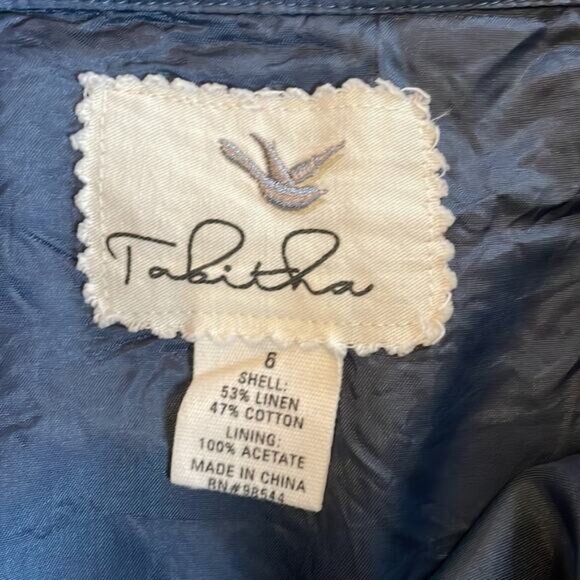 Tabitha
6
SHELL:
53% LINEN
47% COTTON
LINING:
100% ACETATE
MADE IN CHINA
RN#98544